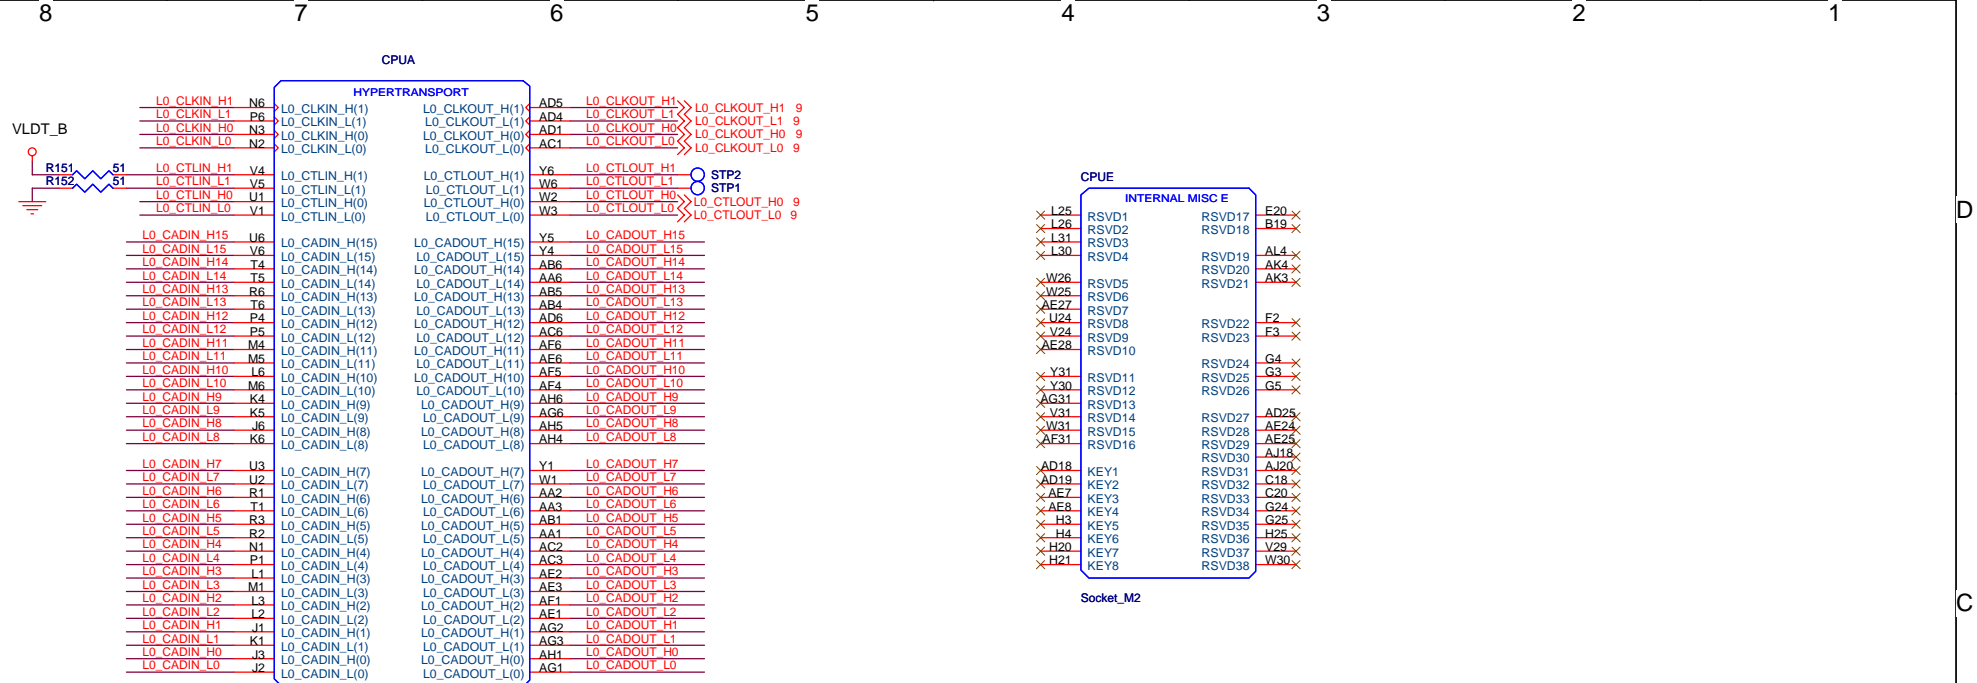 8 7 6 5 4 3 2 1
CPUA
HYPERTRANSPORT
VLDT_B
L0_CLKIN_H1 N6 L0_CLKIN_H(1) L0_CLKOUT_H(1) AD5 L0_CLKOUT_H1 L0_CLKOUT_H1 9
L0_CLKIN_L1 P6 L0_CLKIN_L(1) L0_CLKOUT_L(1) AD4 L0_CLKOUT_L1 L0_CLKOUT_L1 9
L0_CLKIN_H0 N3 L0_CLKIN_H(0) L0_CLKOUT_H(0) AD1 L0_CLKOUT_H0 L0_CLKOUT_H0 9
L0_CLKIN_L0 N2 L0_CLKIN_L(0) L0_CLKOUT_L(0) AC1 L0_CLKOUT_L0 L0_CLKOUT_L0 9
R151 51 L0_CTLIN_H1 V4 L0_CTLIN_H(1) L0_CTLOUT_H(1) Y6 L0_CTLOUT_H1 STP2
R152 51 L0_CTLIN_L1 V5 L0_CTLIN_L(1) L0_CTLOUT_L(1) W6 L0_CTLOUT_L1 STP1
L0_CTLIN_H0 U1 L0_CTLIN_H(0) L0_CTLOUT_H(0) W2 L0_CTLOUT_H0 L0_CTLOUT_H0 9
L0_CTLIN_L0 V1 L0_CTLIN_L(0) L0_CTLOUT_L(0) W3 L0_CTLOUT_L0 L0_CTLOUT_L0 9
L0_CADIN_H15 U6 L0_CADIN_H(15) L0_CADOUT_H(15) Y5 L0_CADOUT_H15
L0_CADIN_L15 V6 L0_CADIN_L(15) L0_CADOUT_L(15) Y4 L0_CADOUT_L15
L0_CADIN_H14 T4 L0_CADIN_H(14) L0_CADOUT_H(14) AB6 L0_CADOUT_H14
L0_CADIN_L14 T5 L0_CADIN_L(14) L0_CADOUT_L(14) AA6 L0_CADOUT_L14
L0_CADIN_H13 R6 L0_CADIN_H(13) L0_CADOUT_H(13) AB5 L0_CADOUT_H13
L0_CADIN_L13 T6 L0_CADIN_L(13) L0_CADOUT_L(13) AB4 L0_CADOUT_L13
L0_CADIN_H12 P4 L0_CADIN_H(12) L0_CADOUT_H(12) AD6 L0_CADOUT_H12
L0_CADIN_L12 P5 L0_CADIN_L(12) L0_CADOUT_L(12) AC6 L0_CADOUT_L12
L0_CADIN_H11 M4 L0_CADIN_H(11) L0_CADOUT_H(11) AF6 L0_CADOUT_H11
L0_CADIN_L11 M5 L0_CADIN_L(11) L0_CADOUT_L(11) AE6 L0_CADOUT_L11
L0_CADIN_H10 L6 L0_CADIN_H(10) L0_CADOUT_H(10) AF5 L0_CADOUT_H10
L0_CADIN_L10 M6 L0_CADIN_L(10) L0_CADOUT_L(10) AF4 L0_CADOUT_L10
L0_CADIN_H9 K4 L0_CADIN_H(9) L0_CADOUT_H(9) AH6 L0_CADOUT_H9
L0_CADIN_L9 K5 L0_CADIN_L(9) L0_CADOUT_L(9) AG6 L0_CADOUT_L9
L0_CADIN_H8 J6 L0_CADIN_H(8) L0_CADOUT_H(8) AH5 L0_CADOUT_H8
L0_CADIN_L8 K6 L0_CADIN_L(8) L0_CADOUT_L(8) AH4 L0_CADOUT_L8
L0_CADIN_H7 U3 L0_CADIN_H(7) L0_CADOUT_H(7) Y1 L0_CADOUT_H7
L0_CADIN_L7 U2 L0_CADIN_L(7) L0_CADOUT_L(7) W1 L0_CADOUT_L7
L0_CADIN_H6 R1 L0_CADIN_H(6) L0_CADOUT_H(6) AA2 L0_CADOUT_H6
L0_CADIN_L6 T1 L0_CADIN_L(6) L0_CADOUT_L(6) AA3 L0_CADOUT_L6
L0_CADIN_H5 R3 L0_CADIN_H(5) L0_CADOUT_H(5) AB1 L0_CADOUT_H5
L0_CADIN_L5 R2 L0_CADIN_L(5) L0_CADOUT_L(5) AA1 L0_CADOUT_L5
L0_CADIN_H4 N1 L0_CADIN_H(4) L0_CADOUT_H(4) AC2 L0_CADOUT_H4
L0_CADIN_L4 P1 L0_CADIN_L(4) L0_CADOUT_L(4) AC3 L0_CADOUT_L4
L0_CADIN_H3 L1 L0_CADIN_H(3) L0_CADOUT_H(3) AE2 L0_CADOUT_H3
L0_CADIN_L3 M1 L0_CADIN_L(3) L0_CADOUT_L(3) AE3 L0_CADOUT_L3
L0_CADIN_H2 L3 L0_CADIN_H(2) L0_CADOUT_H(2) AF1 L0_CADOUT_H2
L0_CADIN_L2 L2 L0_CADIN_L(2) L0_CADOUT_L(2) AE1 L0_CADOUT_L2
L0_CADIN_H1 J1 L0_CADIN_H(1) L0_CADOUT_H(1) AG2 L0_CADOUT_H1
L0_CADIN_L1 K1 L0_CADIN_L(1) L0_CADOUT_L(1) AG3 L0_CADOUT_L1
L0_CADIN_H0 J3 L0_CADIN_H(0) L0_CADOUT_H(0) AH1 L0_CADOUT_H0
L0_CADIN_L0 J2 L0_CADIN_L(0) L0_CADOUT_L(0) AG1 L0_CADOUT_L0
CPUE
INTERNAL MISC E
L25 RSVD1 RSVD17 E20
L26 RSVD2 RSVD18 B19
L31 RSVD3
L30 RSVD4 RSVD19 AL4
RSVD20 AK4
W26 RSVD5 RSVD21 AK3
W25 RSVD6
AE27 RSVD7
U24 RSVD8 RSVD22 F2
V24 RSVD9 RSVD23 F3
AE28 RSVD10
RSVD24 G4
Y31 RSVD11 RSVD25 G3
Y30 RSVD12 RSVD26 G5
AG31 RSVD13
V31 RSVD14 RSVD27 AD25
W31 RSVD15 RSVD28 AE24
AF31 RSVD16 RSVD29 AE25
RSVD30 AJ18
AD18 KEY1 RSVD31 AJ20
AD19 KEY2 RSVD32 C18
AE7 KEY3 RSVD33 C20
AE8 KEY4 RSVD34 G24
H3 KEY5 RSVD35 G25
H4 KEY6 RSVD36 H25
H20 KEY7 RSVD37 V29
H21 KEY8 RSVD38 W30
Socket_M2
D
C